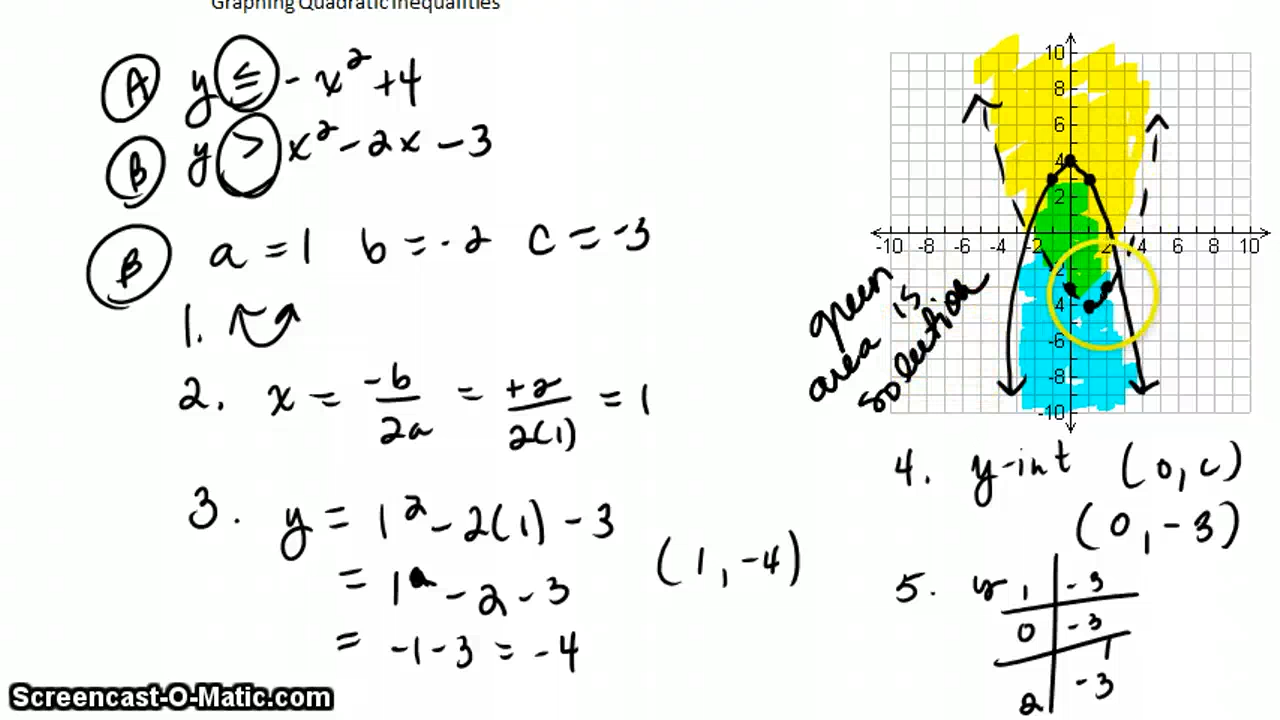 Graphing Quadratic Inequalities
A y ≤ -x² + 4
B y > x² - 2x - 3
B a = 1 b = -2 c = -3
1.
2. x = -b/2a = +2/2(1) = 1
3. y = 1² - 2(1) - 3
= 1² - 2 - 3 (1, -4)
= -1 - 3 = -4
10
8
6
4
2
-10 -8 -6 -4 -2 2 4 6 8 10
2
4
-6
-8
-10
green
area is
solution
4. y-int (0, c)
(0, -3)
5.
1 | -3
0 | -3
2 | -3
Screencast-O-Matic.com